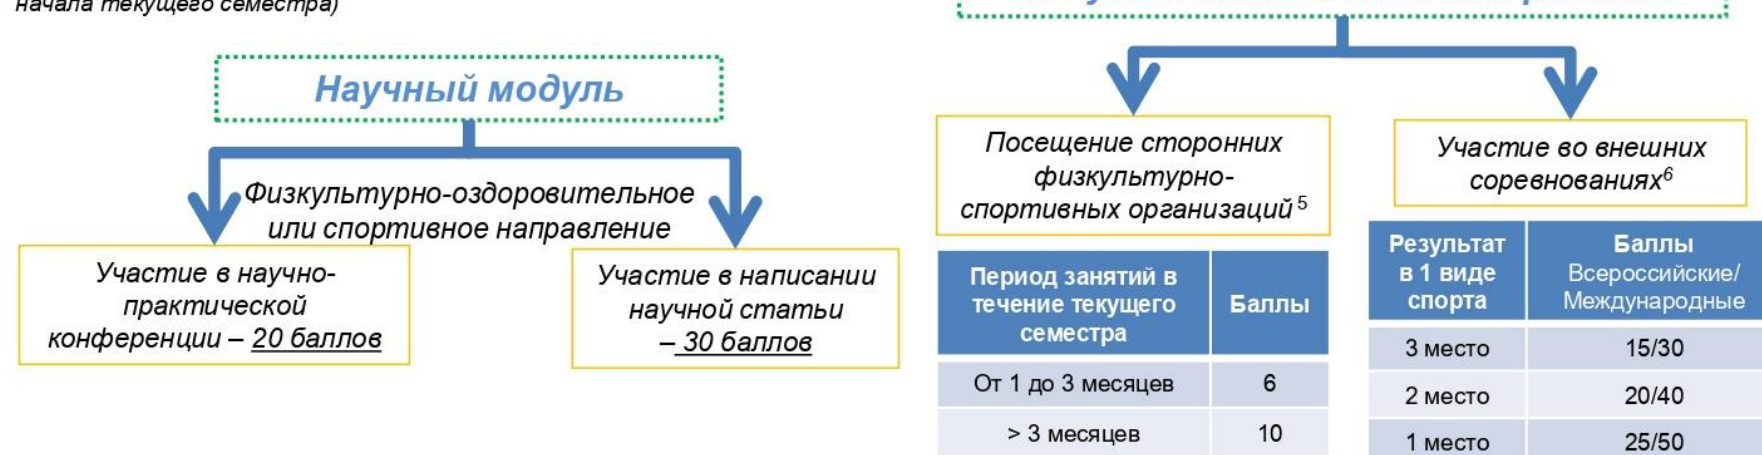 начала текущего семестра)
Научный модуль
Физкультурно-оздоровительное
или спортивное направление
Участие в научно-
практической
конференции – 20 баллов
Участие в написании
научной статьи
– 30 баллов
Посещение сторонних
физкультурно-
спортивных организаций 5
Период занятий в
течение текущего
семестра
Баллы
От 1 до 3 месяцев
6
> 3 месяцев
10
Участие во внешних
соревнованиях6
Результат
в 1 виде
спорта
Баллы
Всероссийские/
Международные
3 место
15/30
2 место
20/40
1 место
25/50